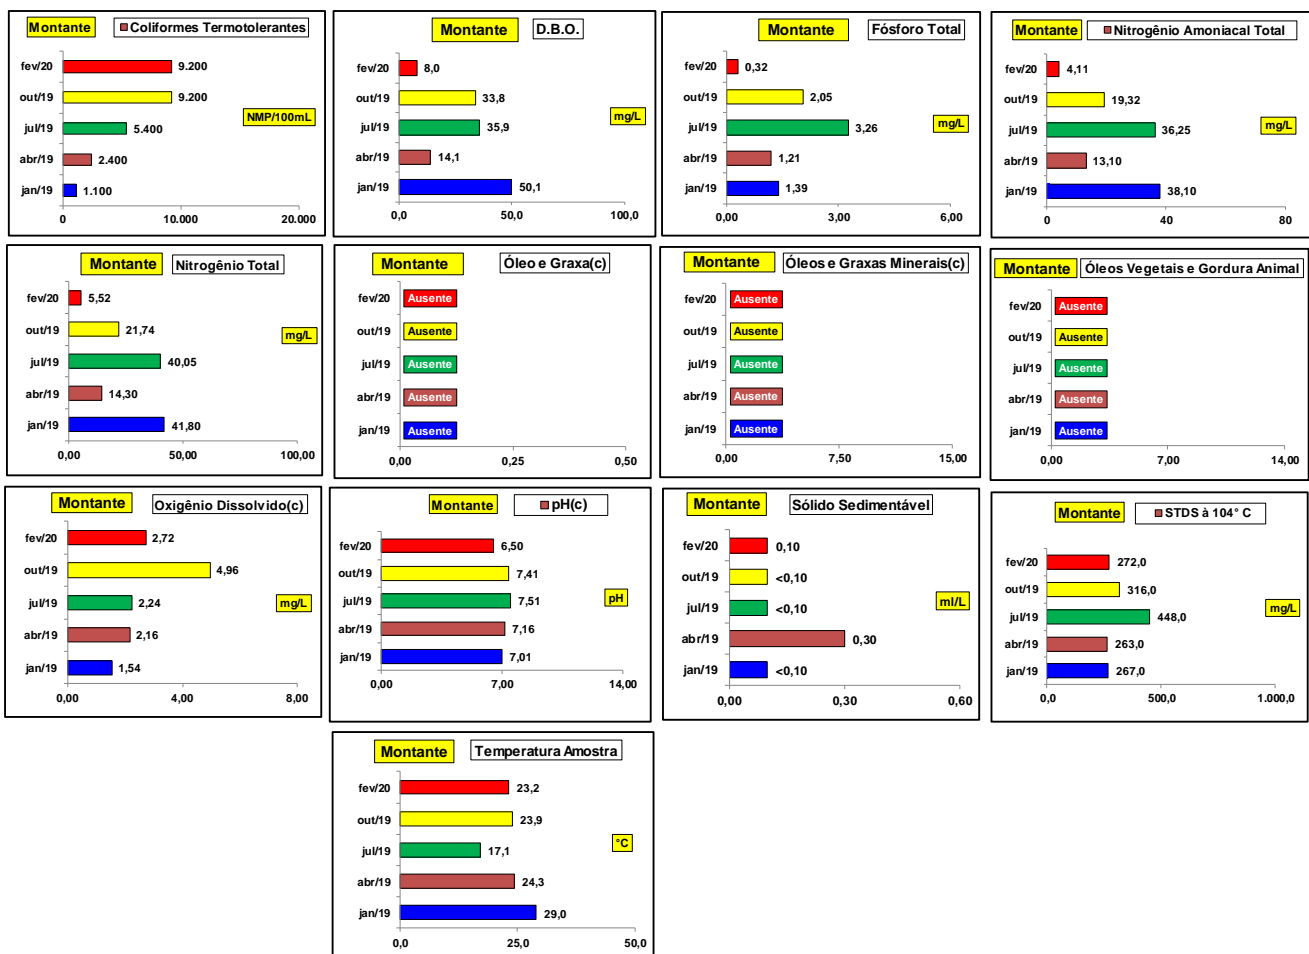 Montante
Coliformes Termotolerantes
fev/20 9.200
out/19 9.200
NMP/100mL
jul/19 5.400
abr/19 2.400
jan/19 1.100
0 10.000 20.000
Montante
D.B.O.
fev/20 8,0
out/19 33,8
mg/L
jul/19 35,9
abr/19 14,1
jan/19 50,1
0,0 50,0 100,0
Montante
Fósforo Total
fev/20 0,32
out/19 2,05
mg/L
jul/19 3,26
abr/19 1,21
jan/19 1,39
0,00 3,00 6,00
Montante
Nitrogênio Amoniacal Total
fev/20 4,11
out/19 19,32
mg/L
jul/19 36,25
abr/19 13,10
jan/19 38,10
0 40 80
Montante
Nitrogênio Total
fev/20 5,52
out/19 21,74
mg/L
jul/19 40,05
abr/19 14,30
jan/19 41,80
0,00 50,00 100,00
Montante
Óleo e Graxa(c)
fev/20 Ausente
out/19 Ausente
jul/19 Ausente
abr/19 Ausente
jan/19 Ausente
0,00 0,25 0,50
Montante
Óleos e Graxas Minerais(c)
fev/20 Ausente
out/19 Ausente
jul/19 Ausente
abr/19 Ausente
jan/19 Ausente
0,00 7,50 15,00
Montante
Óleos Vegetais e Gordura Animal
fev/20 Ausente
out/19 Ausente
jul/19 Ausente
abr/19 Ausente
jan/19 Ausente
0,00 7,00 14,00
Montante
Oxigênio Dissolvido(c)
fev/20 2,72
out/19 4,96
jul/19 2,24
mg/L
abr/19 2,16
jan/19 1,54
0,00 4,00 8,00
Montante
pH(c)
fev/20 6,50
out/19 7,41
jul/19 7,51
pH
abr/19 7,16
jan/19 7,01
0,00 7,00 14,00
Montante
Sólido Sedimentável
fev/20 0,10
out/19 <0,10
ml/L
jul/19 <0,10
abr/19 0,30
jan/19 <0,10
0,00 0,30 0,60
Montante
STDS à 104° C
fev/20 272,0
out/19 316,0
mg/L
jul/19 448,0
abr/19 263,0
jan/19 267,0
0,0 500,0 1.000,0
Montante
Temperatura Amostra
fev/20 23,2
out/19 23,9
°C
jul/19 17,1
abr/19 24,3
jan/19 29,0
0,0 25,0 50,0